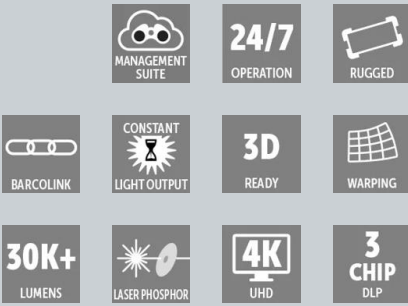 MANAGEMENT
SUITE
24/7
OPERATION
RUGGED
BARCOLINK
CONSTANT
LIGHT OUTPUT
3D
READY
WARPING
30K+
LUMENS
LASER PHOSPHOR
4K
UHD
3
CHIP
DLP